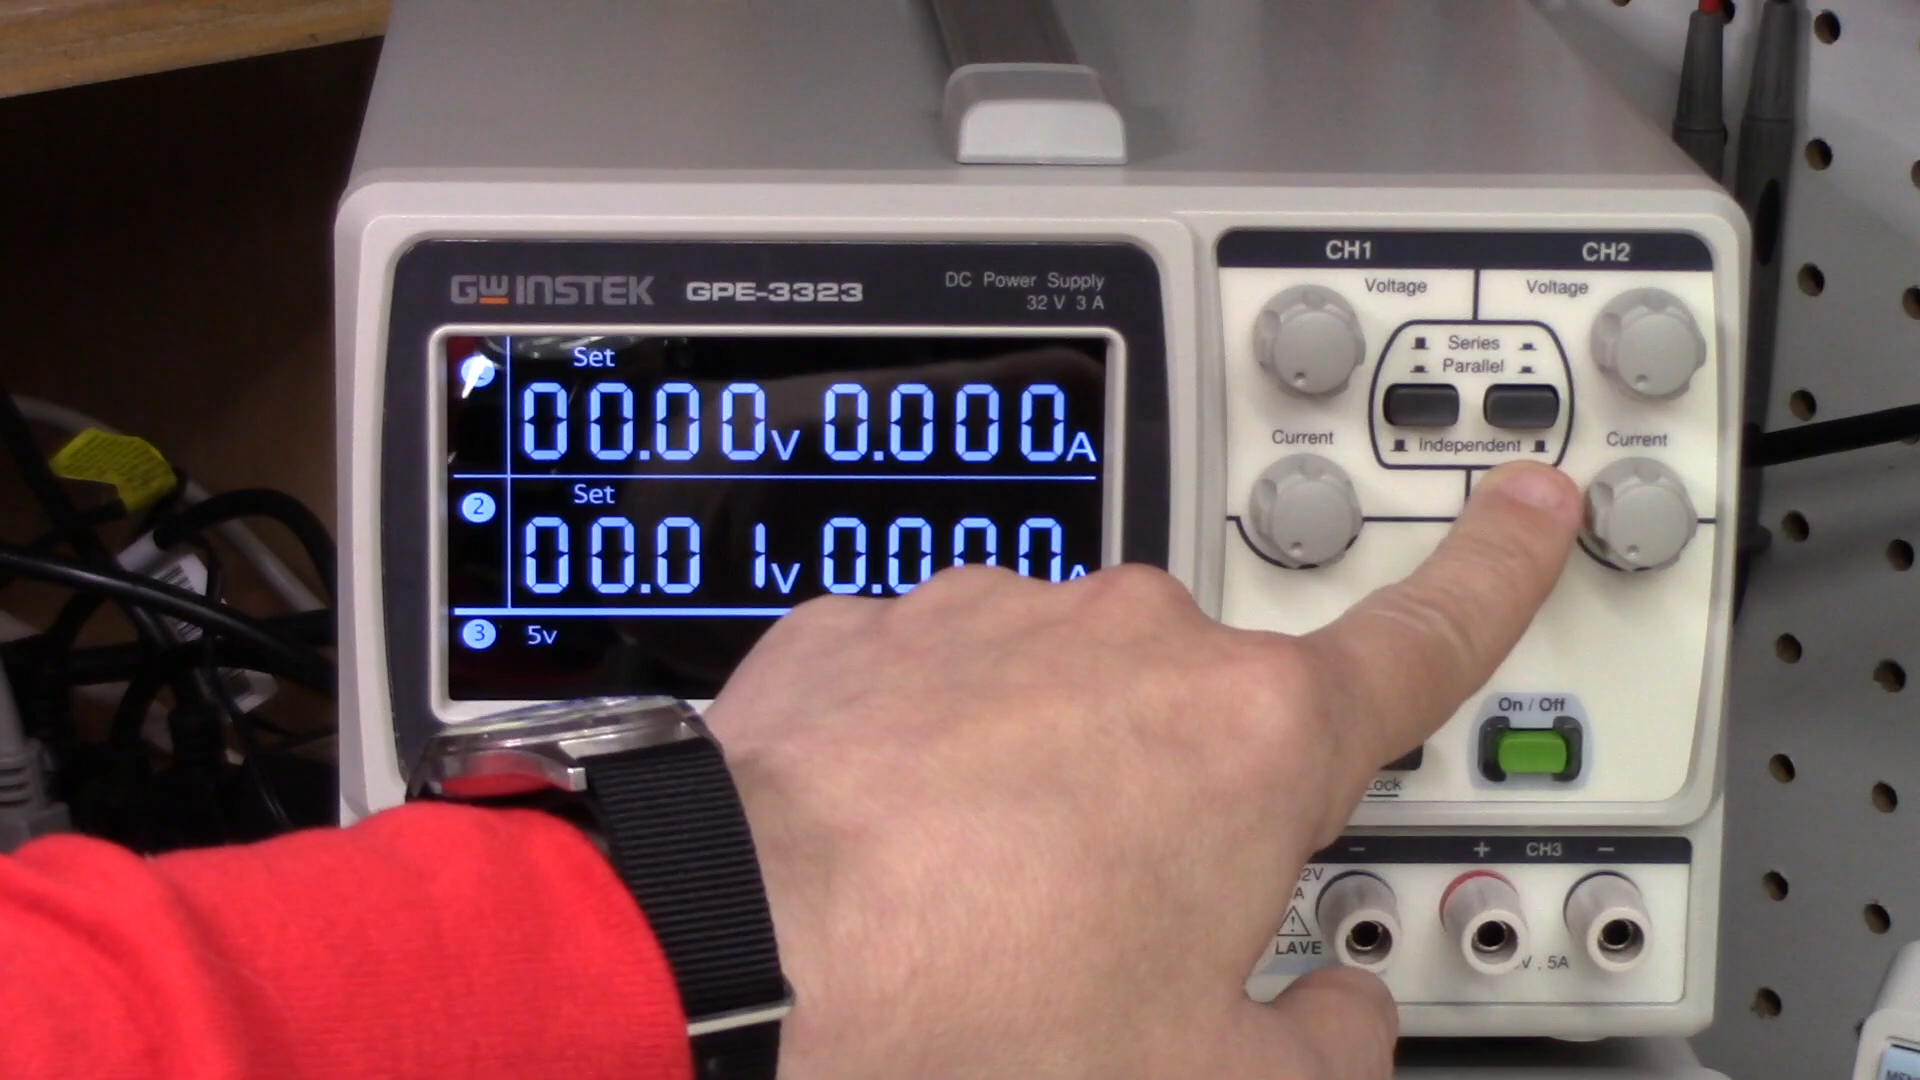 GW INSTEK GPE-3323
DC Power Supply
32 V 3 A
Set
00.00V 0.000A
2
Set
00.01V 0.000A
3 5v
CH1 CH2
Voltage Voltage
Series
Parallel
Independent
Current Current
On / Off
Lock
− + CH3 −
2V
A
LAVE
V , 5A